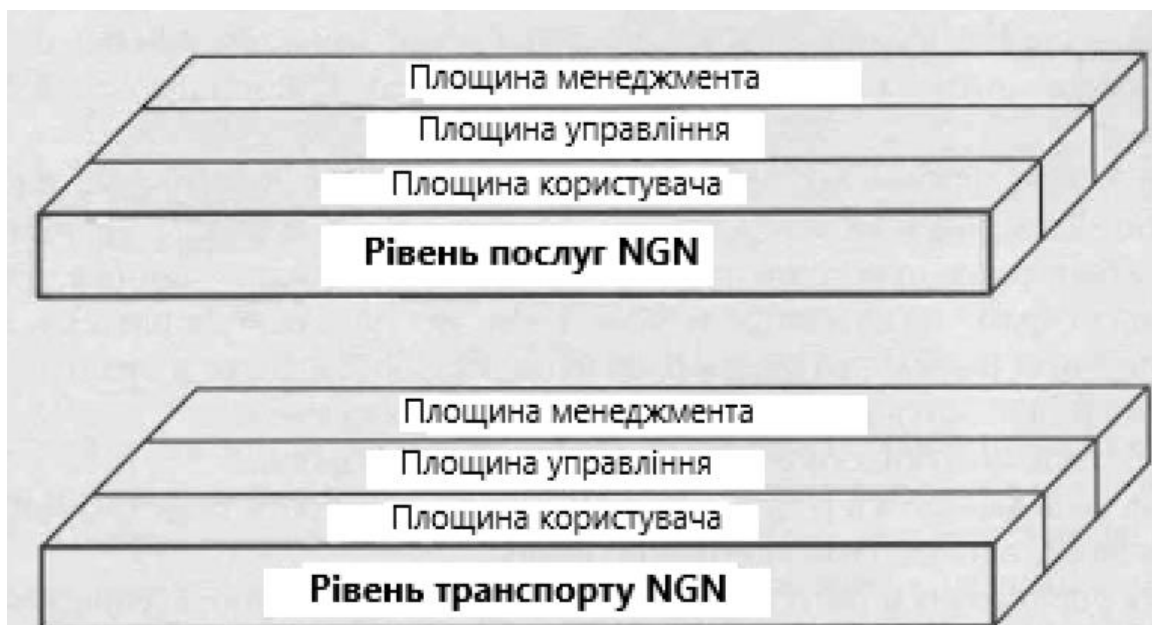 Площина менеджмента
Площина управління
Площина користувача
Рівень послуг NGN
Площина менеджмента
Площина управління
Площина користувача
Рівень транспорту NGN